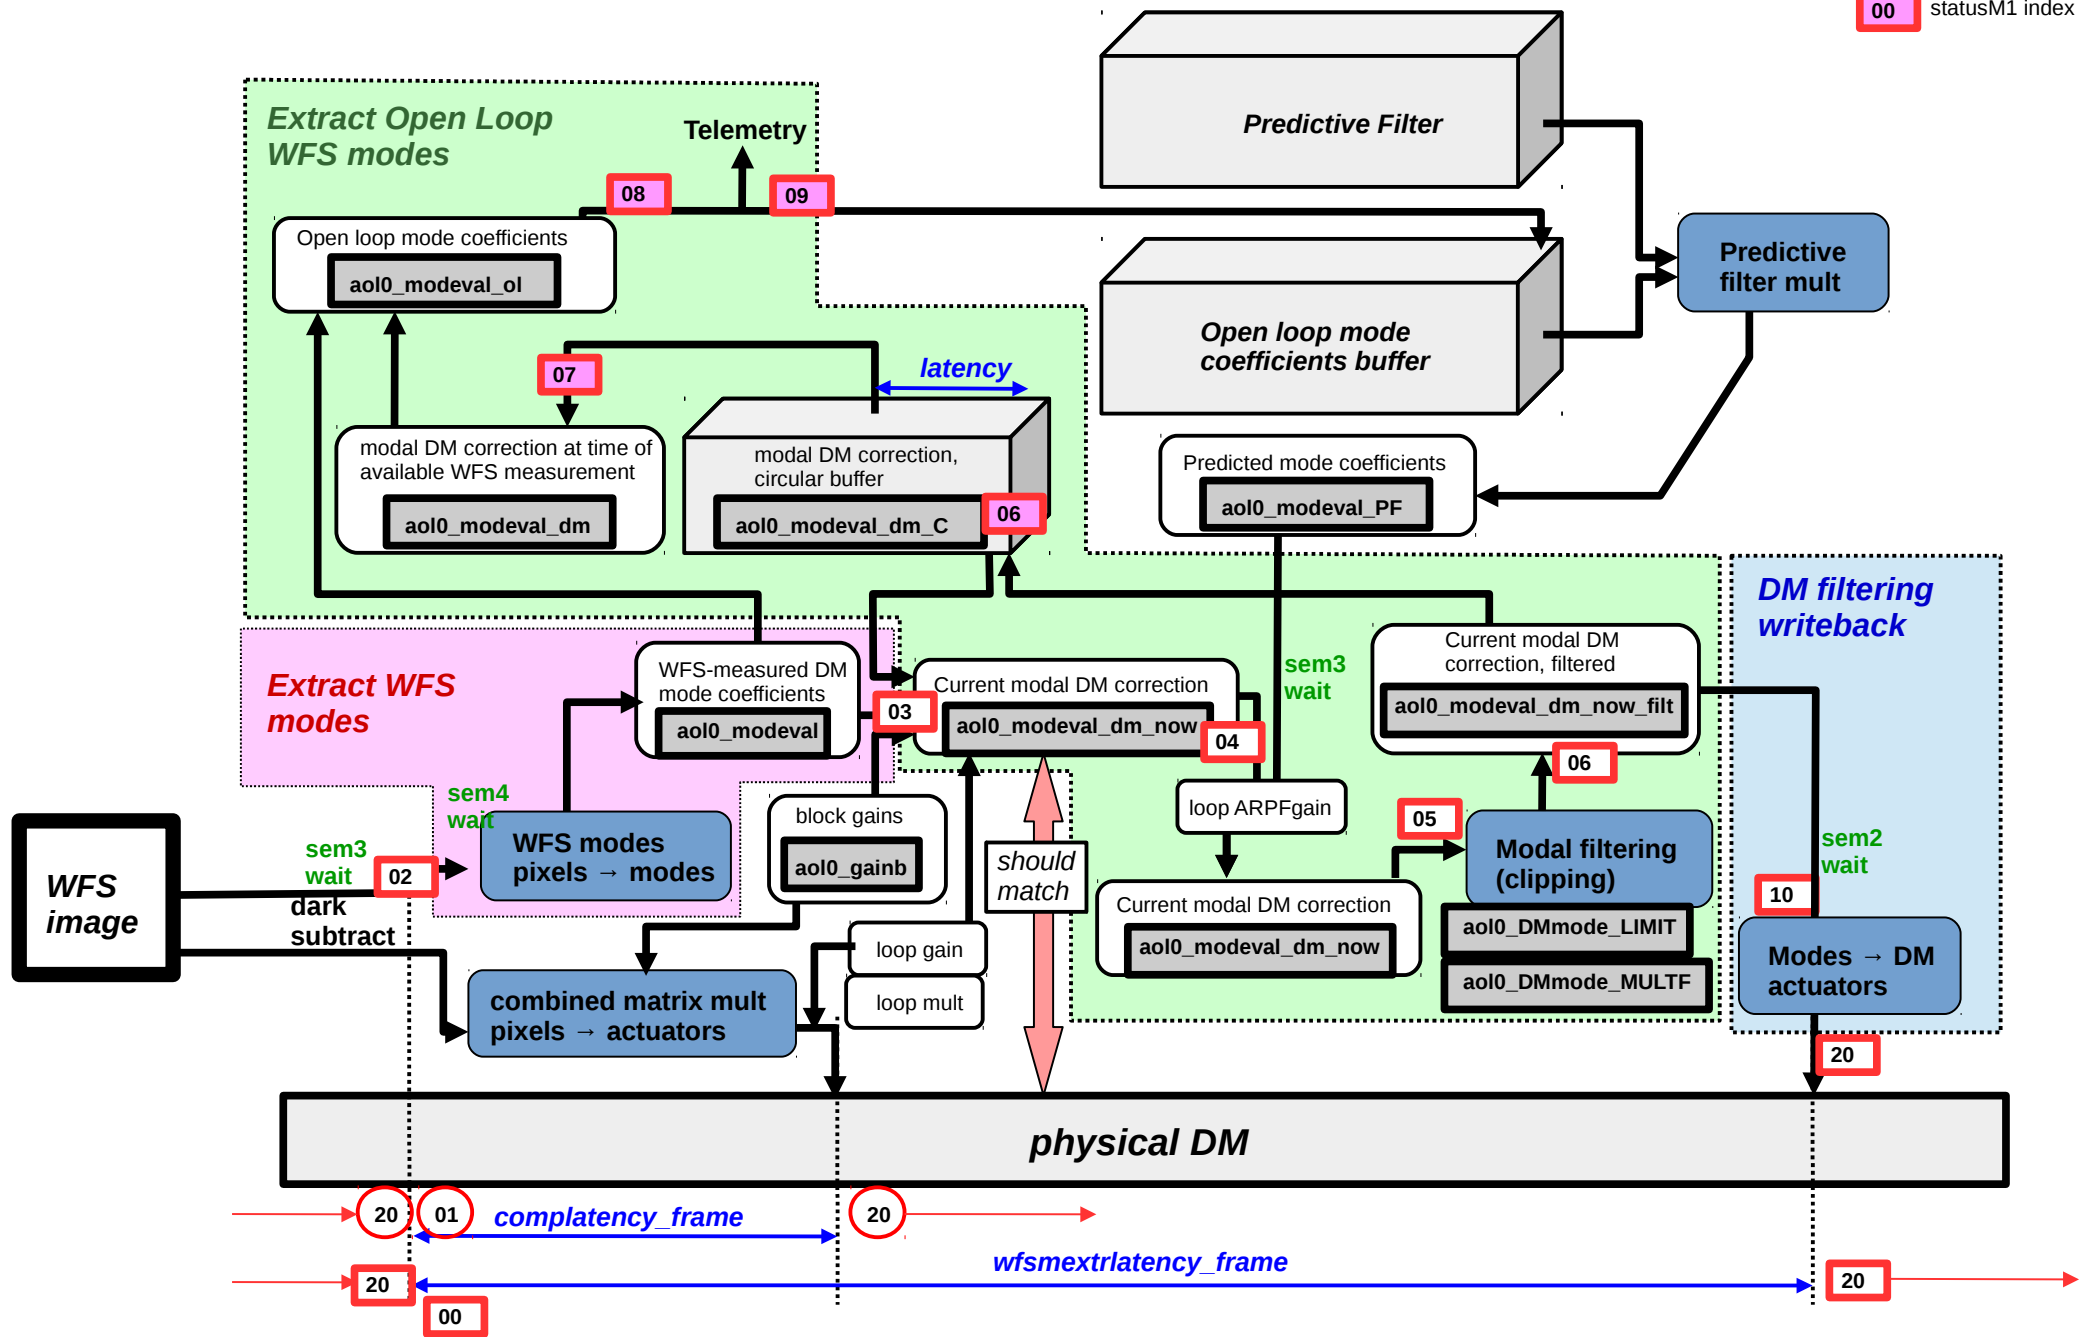 00
statusM1 index
Extract Open Loop
WFS modes
Telemetry
Predictive Filter
08
09
Open loop mode coefficients
aol0_modeval_ol
Predictive
filter mult
Open loop mode
coefficients buffer
07
latency
modal DM correction at time of
available WFS measurement
aol0_modeval_dm
modal DM correction,
circular buffer
aol0_modeval_dm_C
06
Predicted mode coefficients
aol0_modeval_PF
DM filtering
writeback
Extract WFS
modes
WFS-measured DM
mode coefficients
aol0_modeval
03
Current modal DM correction
aol0_modeval_dm_now
04
sem3
wait
Current modal DM
correction, filtered
aol0_modeval_dm_now_filt
06
sem4
wait
WFS modes
pixels → modes
block gains
aol0_gainb
loop ARPFgain
05
Modal filtering
(clipping)
aol0_DMmode_LIMIT
aol0_DMmode_MULTF
sem2
wait
10
Modes → DM
actuators
20
WFS
image
sem3
wait
02
dark
subtract
should
match
Current modal DM correction
aol0_modeval_dm_now
loop gain
loop mult
combined matrix mult
pixels → actuators
physical DM
20
01
complatency_frame
20
wfsmextrlatency_frame
20
00
20